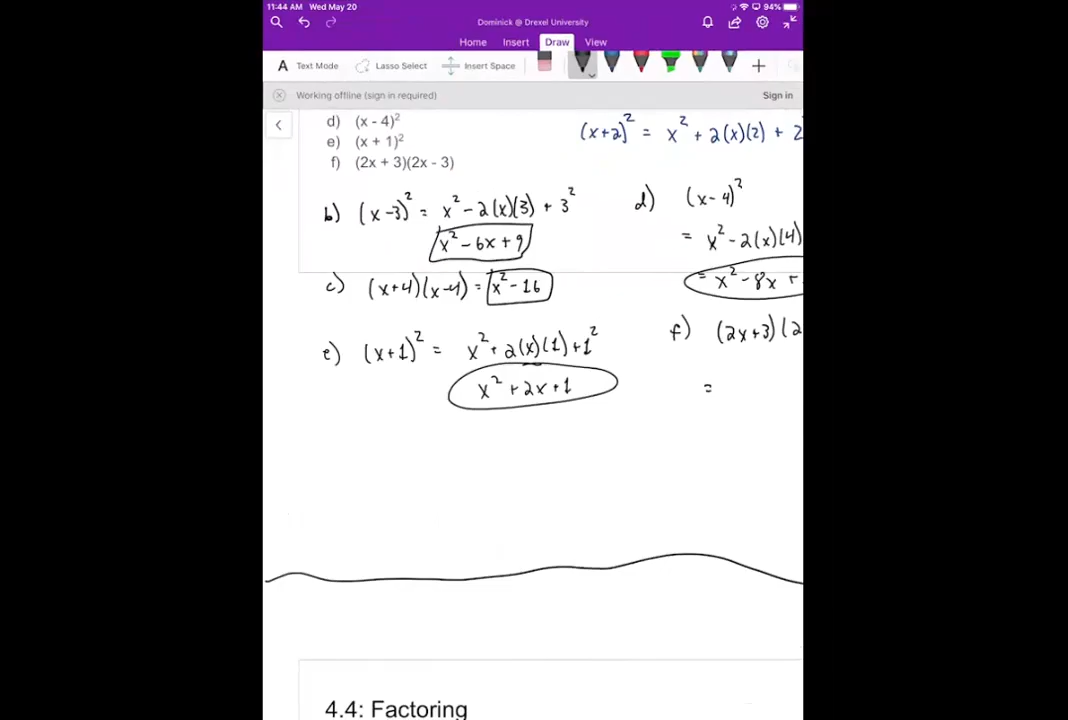 11:44 AM Wed May 20
94%
Dominick @ Drexel University
Home Insert Draw View
A Text Mode Lasso Select Insert Space
Working offline (sign in required) Sign in
d) (x - 4)²
e) (x + 1)²
f) (2x + 3)(2x - 3)
(x+2)² = x² + 2(x)(2) + 2
b) (x-3)² = x² - 2(x)(3) + 3²
x² - 6x + 9
c) (x+4)(x-4) = x² - 16
e) (x+1)² = x² + 2(x)(1) + 1²
x² + 2x + 1
d) (x-4)²
= x² - 2(x)(4)
= x² - 8x +
f) (2x+3)(2
=
4.4: Factoring